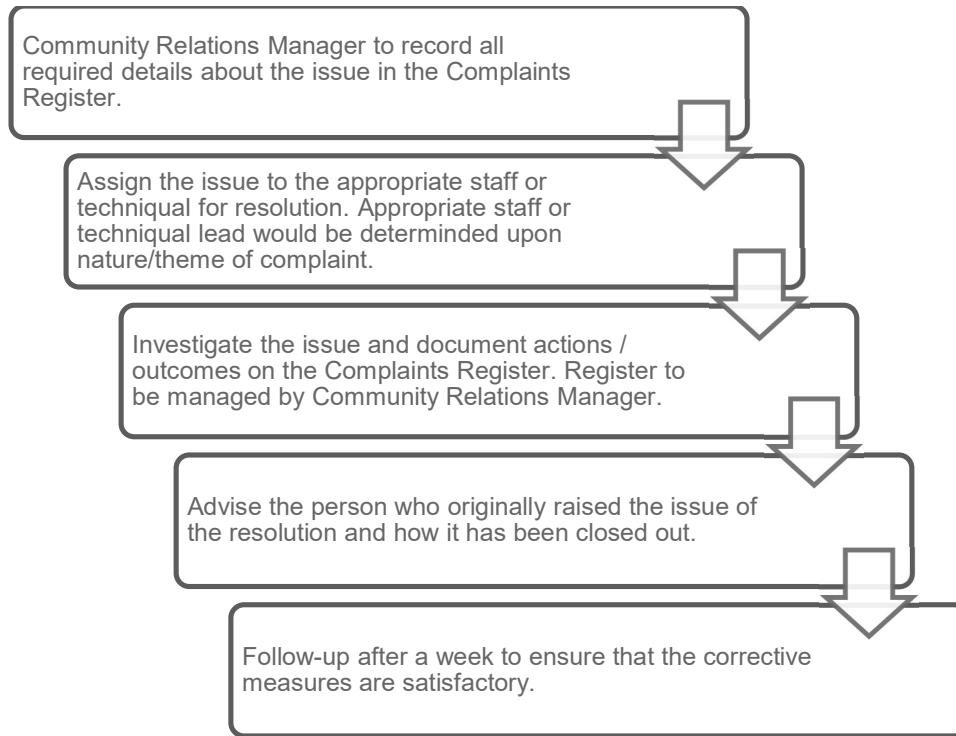 Community Relations Manager to record all
required details about the issue in the Complaints
Register.
Assign the issue to the appropriate staff or
techniqual for resolution. Appropriate staff or
techniqual lead would be determinded upon
nature/theme of complaint.
Investigate the issue and document actions /
outcomes on the Complaints Register. Register to
be managed by Community Relations Manager.
Advise the person who originally raised the issue of
the resolution and how it has been closed out.
Follow-up after a week to ensure that the corrective
measures are satisfactory.